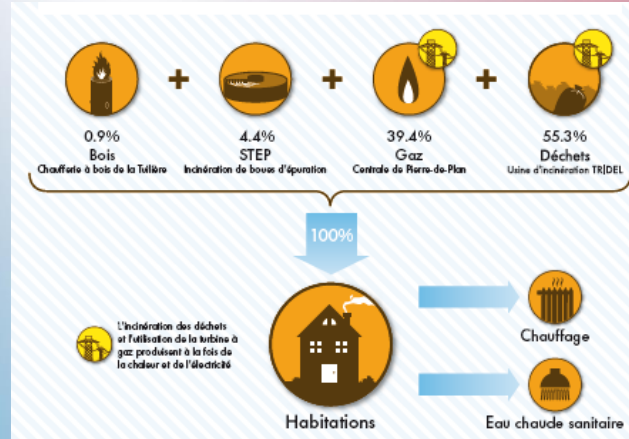 0.9%
Bois
Chaufferie à bois de la Tuilière
4.4%
STEP
Incinération de boues d'épuration
39.4%
Gaz
Centrale de Pierre-de-Plan
55.3%
Déchets
Usine d'incinération TRIDEL
100%
L'incinération des déchets
et l'utilisation de la turbine à
gaz produisent à la fois de
la chaleur et de l'électricité
Habitations
Chauffage
Eau chaude sanitaire